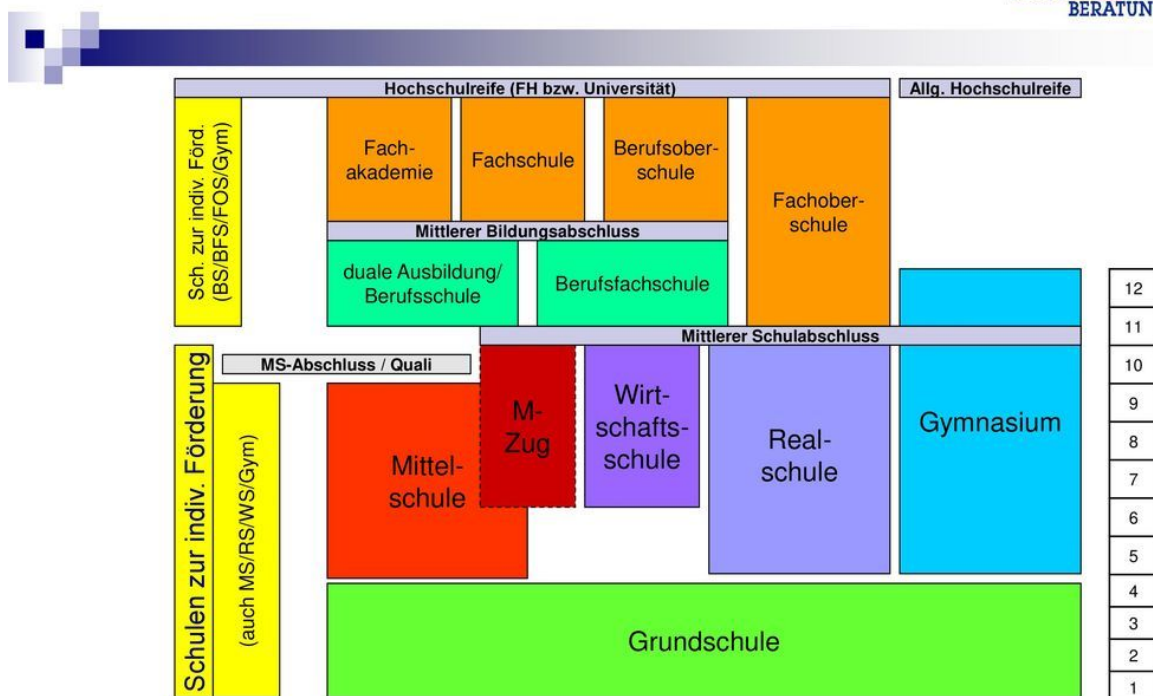 BERATUN
Hochschulreife (FH bzw. Universität)
Allg. Hochschulreife
Sch. zur indiv. Förd.
(BS/BFS/FOS/Gym)
Fach-
akademie
Fachschule
Berufsober-
schule
Fachober-
schule
Mittlerer Bildungsabschluss
duale Ausbildung/
Berufsschule
Berufsfachschule
12
11
Mittlerer Schulabschluss
Schulen zur indiv. Förderung
(auch MS/RS/WS/Gym)
MS-Abschluss / Quali
Mittel-
schule
M-
Zug
Wirt-
schafts-
schule
Real-
schule
Gymnasium
10
9
8
7
6
5
Grundschule
4
3
2
1